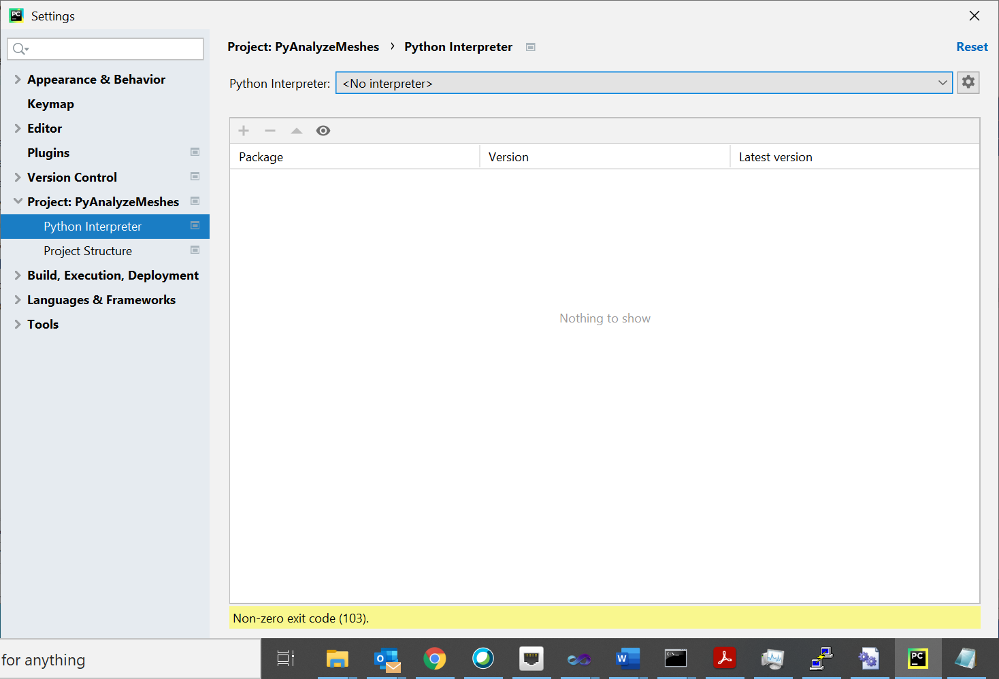 Settings
Project: PyAnalyzeMeshes › Python Interpreter
Reset
Appearance & Behavior
Keymap
Editor
Plugins
Version Control
Project: PyAnalyzeMeshes
Python Interpreter
Project Structure
Build, Execution, Deployment
Languages & Frameworks
Tools
Python Interpreter: <No interpreter>
Package Version Latest version
Nothing to show
Non-zero exit code (103).
for anything